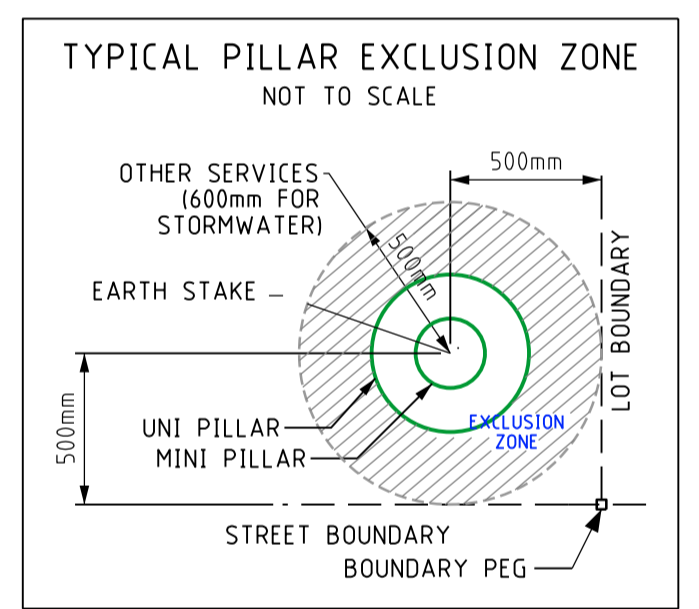 TYPICAL PILLAR EXCLUSION ZONE
NOT TO SCALE
500mm
OTHER SERVICES
(600mm FOR
STORMWATER)
500mm
EARTH STAKE
LOT BOUNDARY
500mm
UNI PILLAR
MINI PILLAR
EXCLUSION
ZONE
STREET BOUNDARY
BOUNDARY PEG